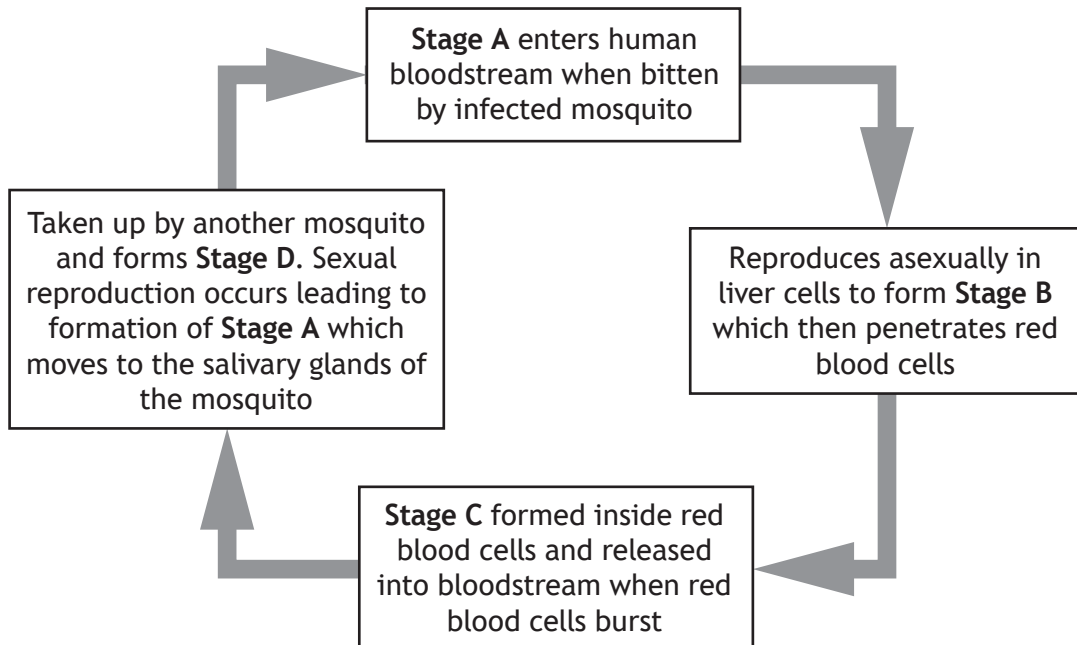 Stage A enters human
bloodstream when bitten
by infected mosquito
Reproduces asexually in
liver cells to form Stage B
which then penetrates red
blood cells
Stage C formed inside red
blood cells and released
into bloodstream when red
blood cells burst
Taken up by another mosquito
and forms Stage D. Sexual
reproduction occurs leading to
formation of Stage A which
moves to the salivary glands of
the mosquito